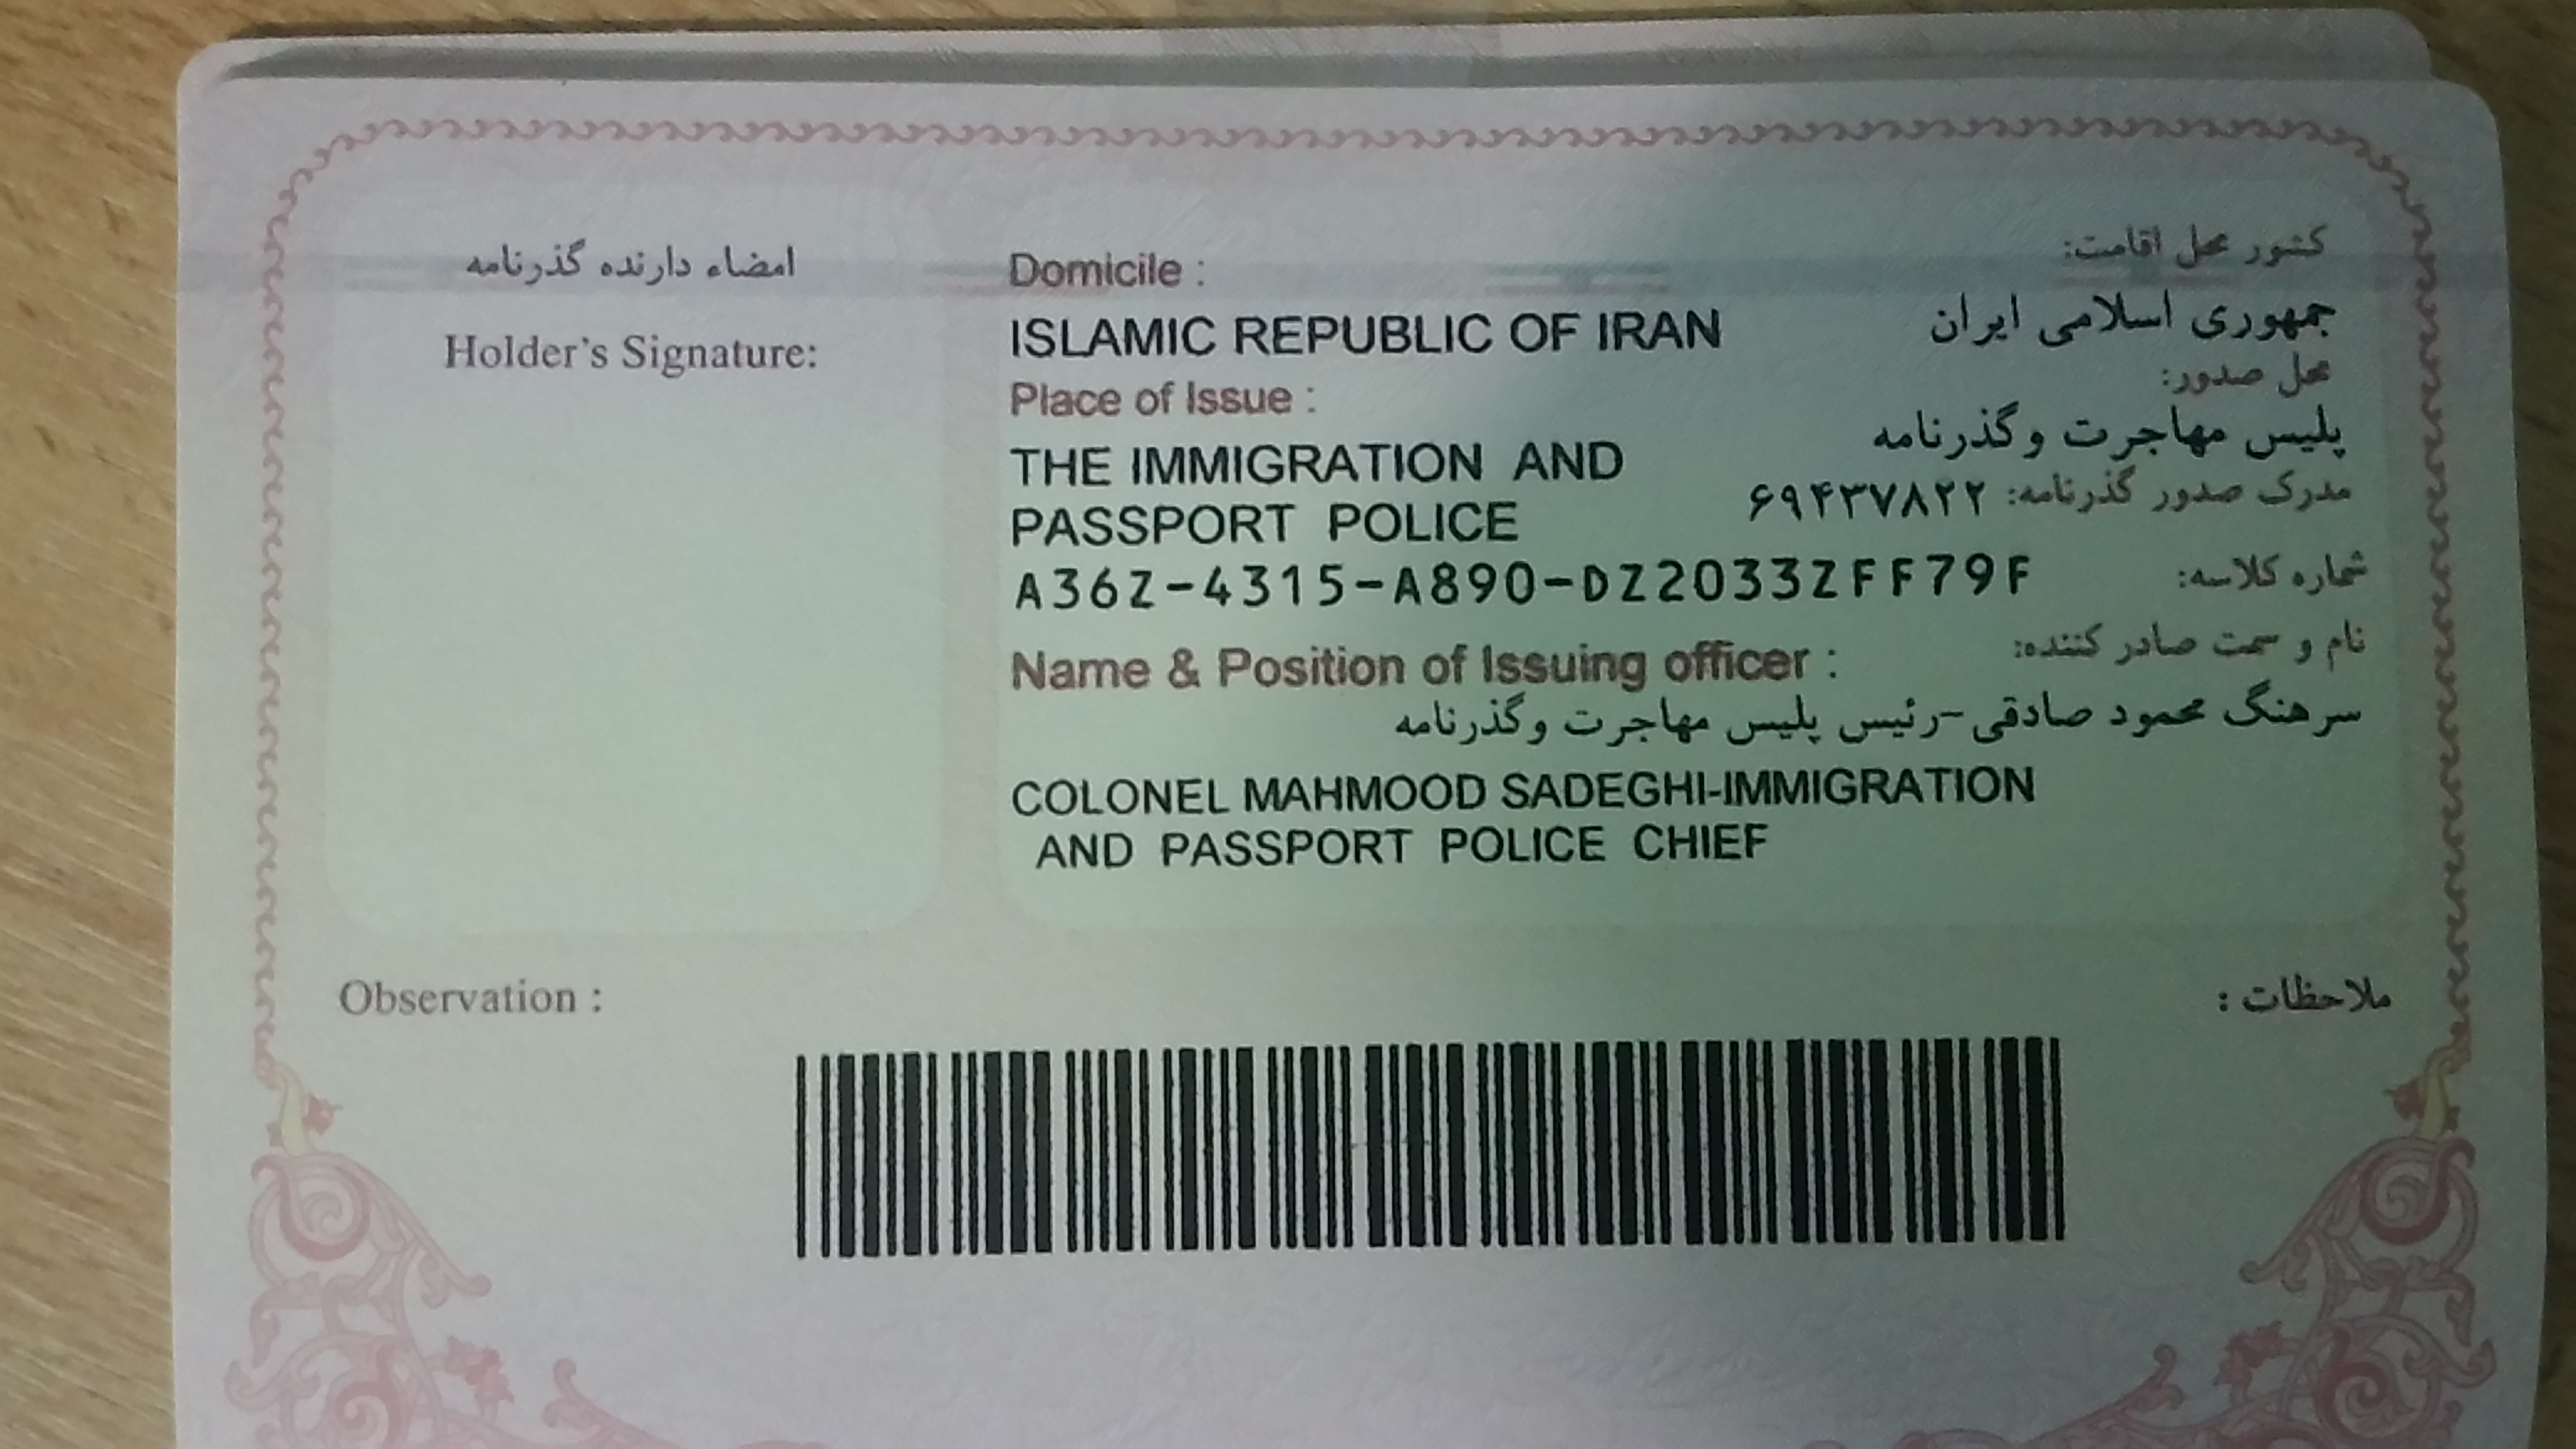 امضاء دارنده گذرنامه
Holder's Signature:
Domicile :
کشور محل اقامت:
ISLAMIC REPUBLIC OF IRAN
جمهوری اسلامی ایران
Place of Issue :
محل صدور:
پلیس مهاجرت وگذرنامه
THE IMMIGRATION AND
PASSPORT POLICE
مدرک صدور گذرنامه: ۶۹۴۳۷۸۲۲
شماره کلاسه:
A36Z-4315-A890-DZ2033ZFF79F
Name & Position of Issuing officer :
نام و سمت صادر کننده:
سرهنگ محمود صادقی-رئیس پلیس مهاجرت وگذرنامه
COLONEL MAHMOOD SADEGHI-IMMIGRATION
AND PASSPORT POLICE CHIEF
Observation :
ملاحظات :